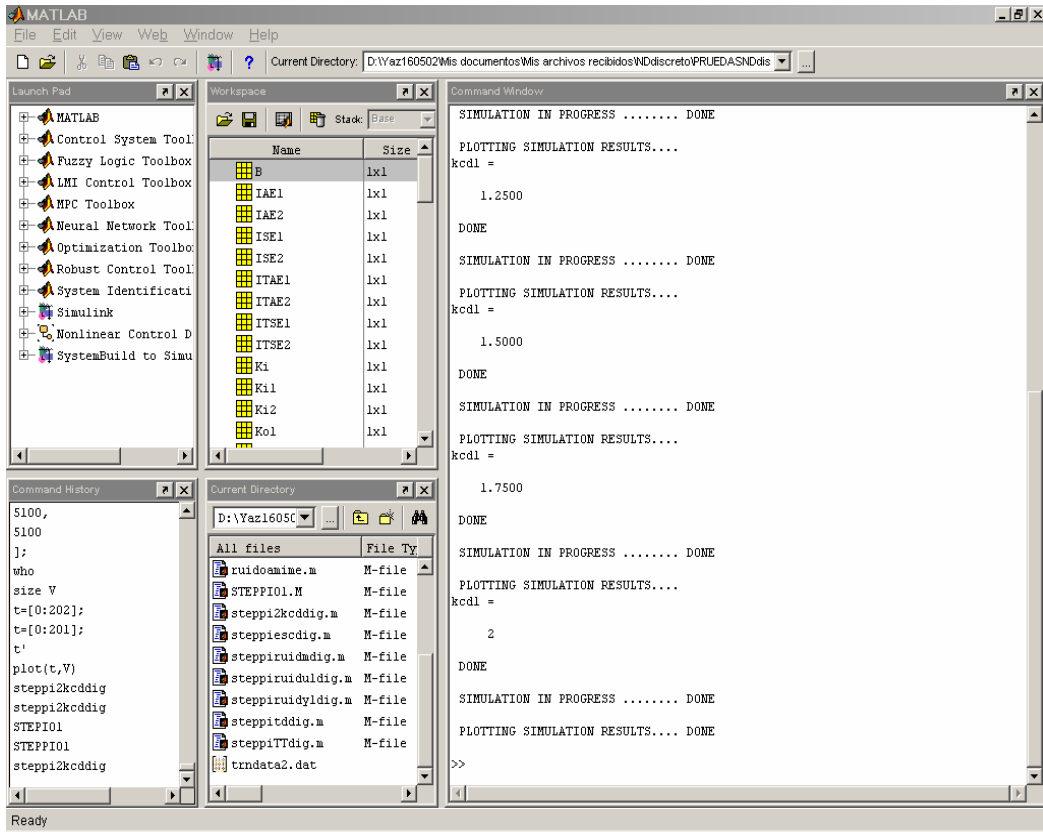 MATLAB
File Edit View Web Window Help
Current Directory: D:\Yaz160502\Mis documentos\Mis archivos recibidos\NDdiscreto\PRUEDASNDdis ...
Launch Pad
MATLAB
Control System Tool
Fuzzy Logic Toolbox
LMI Control Toolbox
MPC Toolbox
Neural Network Tool
Optimization Toolbo
Robust Control Tool
System Identificati
Simulink
Nonlinear Control D
SystemBuild to Simu
Workspace
Stack: Base
Name Size
B 1x1
IAE1 1x1
IAE2 1x1
ISE1 1x1
ISE2 1x1
ITAE1 1x1
ITAE2 1x1
ITSE1 1x1
ITSE2 1x1
Ki 1x1
Ki1 1x1
Ki2 1x1
Ko1 1x1
Command History
5100,
5100
];
who
size V
t=[0:202];
t=[0:201];
t'
plot(t,V)
steppi2kcddig
steppi2kcddig
STEPI01
STEPPI01
steppi2kcddig
Current Directory
D:\Yaz1605C ...
All files File Ty
ruidoamime.m M-file
STEPPI01.M M-file
steppi2kcddig.m M-file
steppiescdig.m M-file
steppiruidmdig.m M-file
steppiruiduldig.m M-file
steppiruidyldig.m M-file
steppitddig.m M-file
steppiTTdig.m M-file
trndata2.dat
Command Window
SIMULATION IN PROGRESS ........ DONE
PLOTTING SIMULATION RESULTS....
kcd1 =
1.2500
DONE
SIMULATION IN PROGRESS ........ DONE
PLOTTING SIMULATION RESULTS....
kcd1 =
1.5000
DONE
SIMULATION IN PROGRESS ........ DONE
PLOTTING SIMULATION RESULTS....
kcd1 =
1.7500
DONE
SIMULATION IN PROGRESS ........ DONE
PLOTTING SIMULATION RESULTS....
kcd1 =
2
DONE
SIMULATION IN PROGRESS ........ DONE
PLOTTING SIMULATION RESULTS.... DONE
>>
Ready